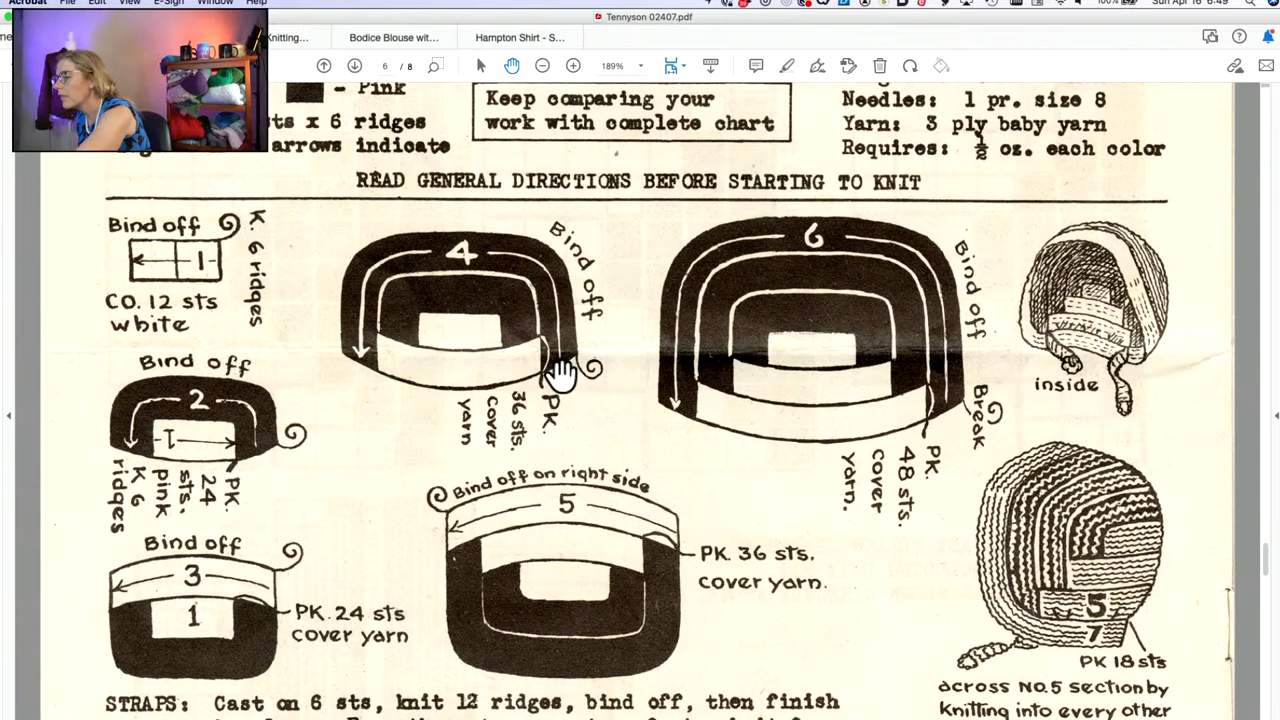 Acrobat File Edit View E-Sign Window Help 100% Sun Apr 16 6:49
Tennyson 02407.pdf
Knitting... Bodice Blouse wit... Hampton Shirt - S...
6 / 8 189%
- Pink
sts x 6 ridges
arrows indicate
Keep comparing your
work with complete chart
Needles: 1 pr. size 8
Yarn: 3 ply baby yarn
Requires: oz. each color
READ GENERAL DIRECTIONS BEFORE STARTING TO KNIT
Bind off
K. 6 ridges
1
CO. 12 sts
white
Bind off
2
1
PK.
24
sts.
pink
K 6
ridges
Bind off
3
1
PK. 24 sts
cover yarn
4
Bind off
PK.
36 sts.
cover
yarn
Bind off on right side
5
PK. 36 sts.
cover yarn.
6
Bind off
Break
PK.
48 sts.
cover
yarn.
inside
5
7
PK 18 sts
across No. 5 section by
Knitting into every other
STRAPS: Cast on 6 sts, knit 12 ridges, bind off, then finish